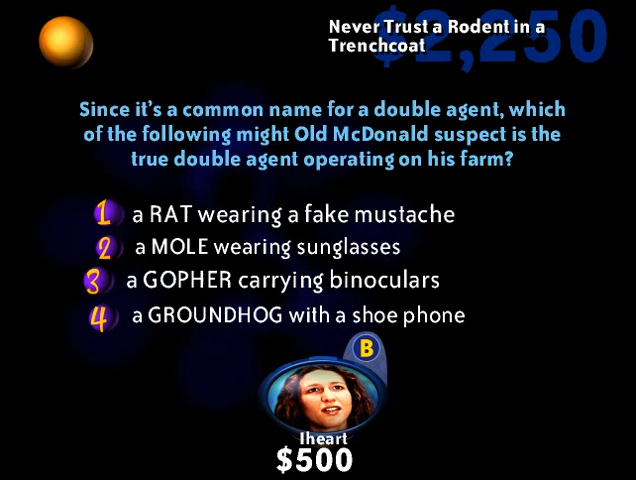 Never Trust a Rodent in a
Trenchcoat
$2,250
Since it's a common name for a double agent, which
of the following might Old McDonald suspect is the
true double agent operating on his farm?
1 a RAT wearing a fake mustache
2 a MOLE wearing sunglasses
3 a GOPHER carrying binoculars
4 a GROUNDHOG with a shoe phone
B
Iheart
$500